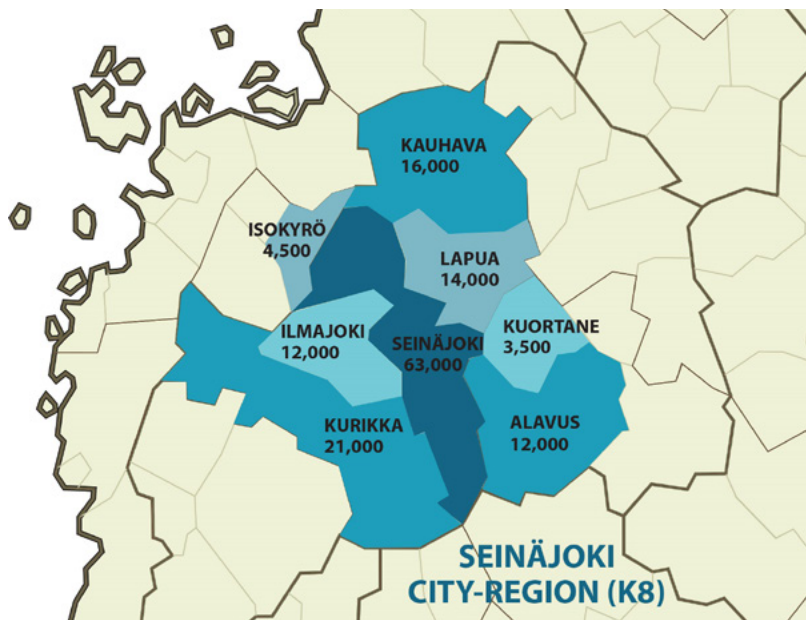 KAUHAVA
16,000
ISOKYRÖ
4,500
LAPUA
14,000
ILMAJOKI
12,000
SEINÄJOKI
63,000
KUORTANE
3,500
KURIKKA
21,000
ALAVUS
12,000
SEINÄJOKI
CITY-REGION (K8)